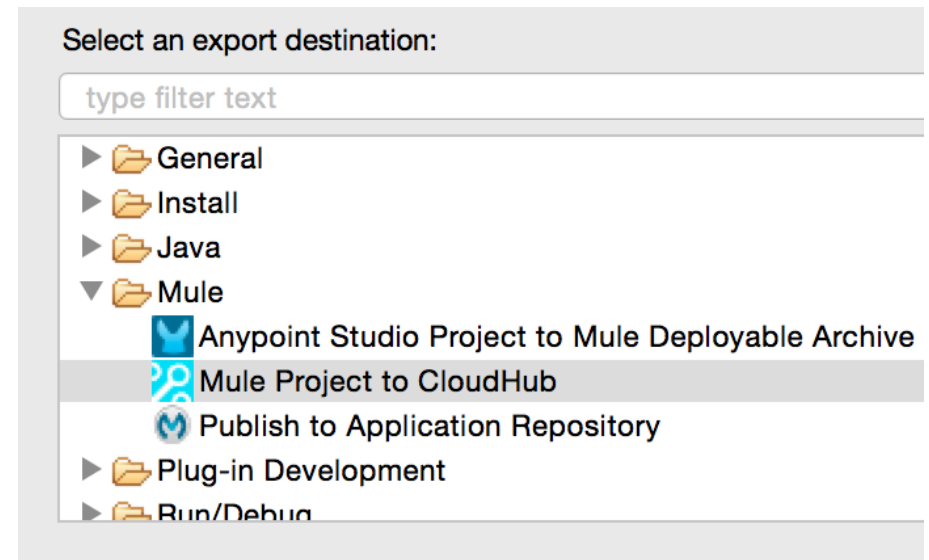 Select an export destination:
type filter text
General
Install
Java
Mule
Anypoint Studio Project to Mule Deployable Archive
Mule Project to CloudHub
Publish to Application Repository
Plug-in Development
Run/Debug